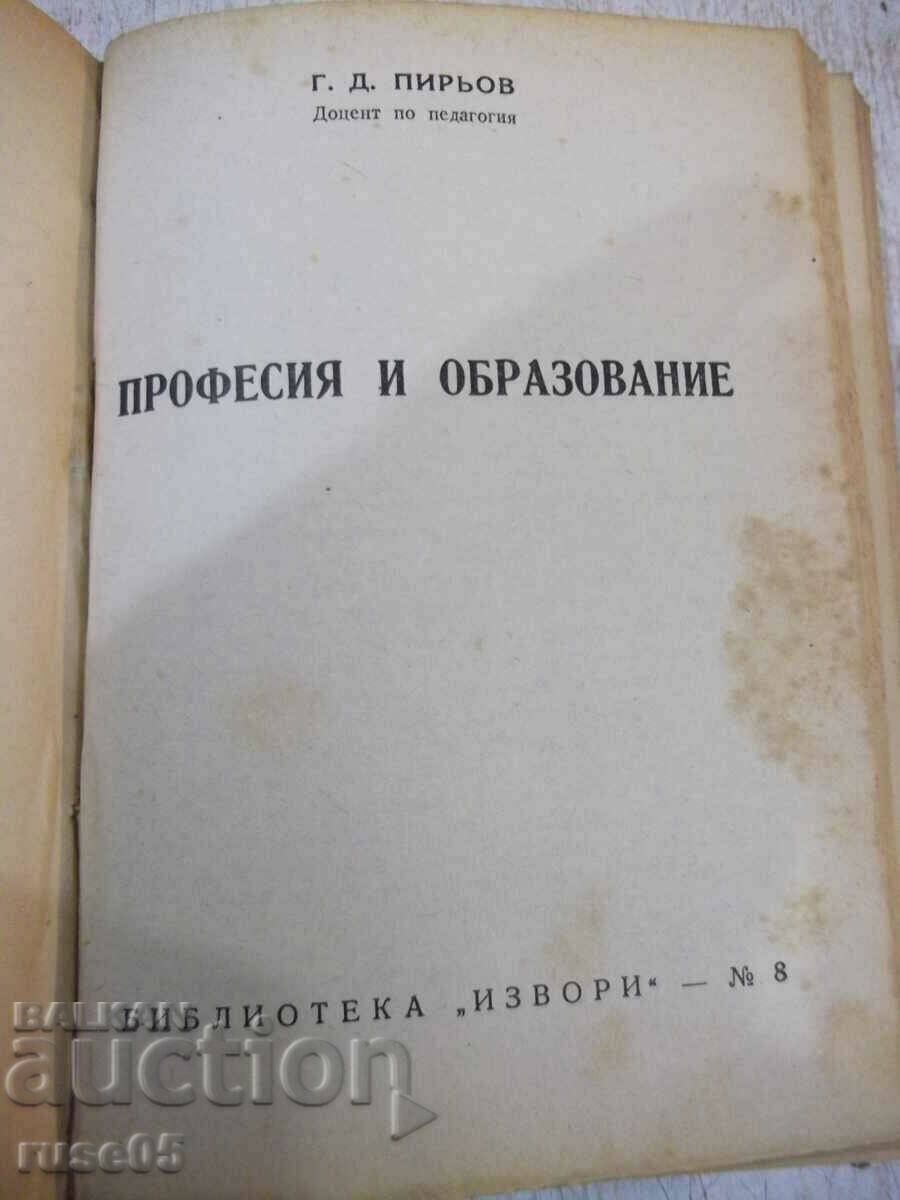 Г. Д. ПИРЬОВ
Доцент по педагогия
ПРОФЕСИЯ И ОБРАЗОВАНИЕ
БИБЛИОТЕКА „ИЗВОРИ“ — № 8
BALKAN
auction
ruse05